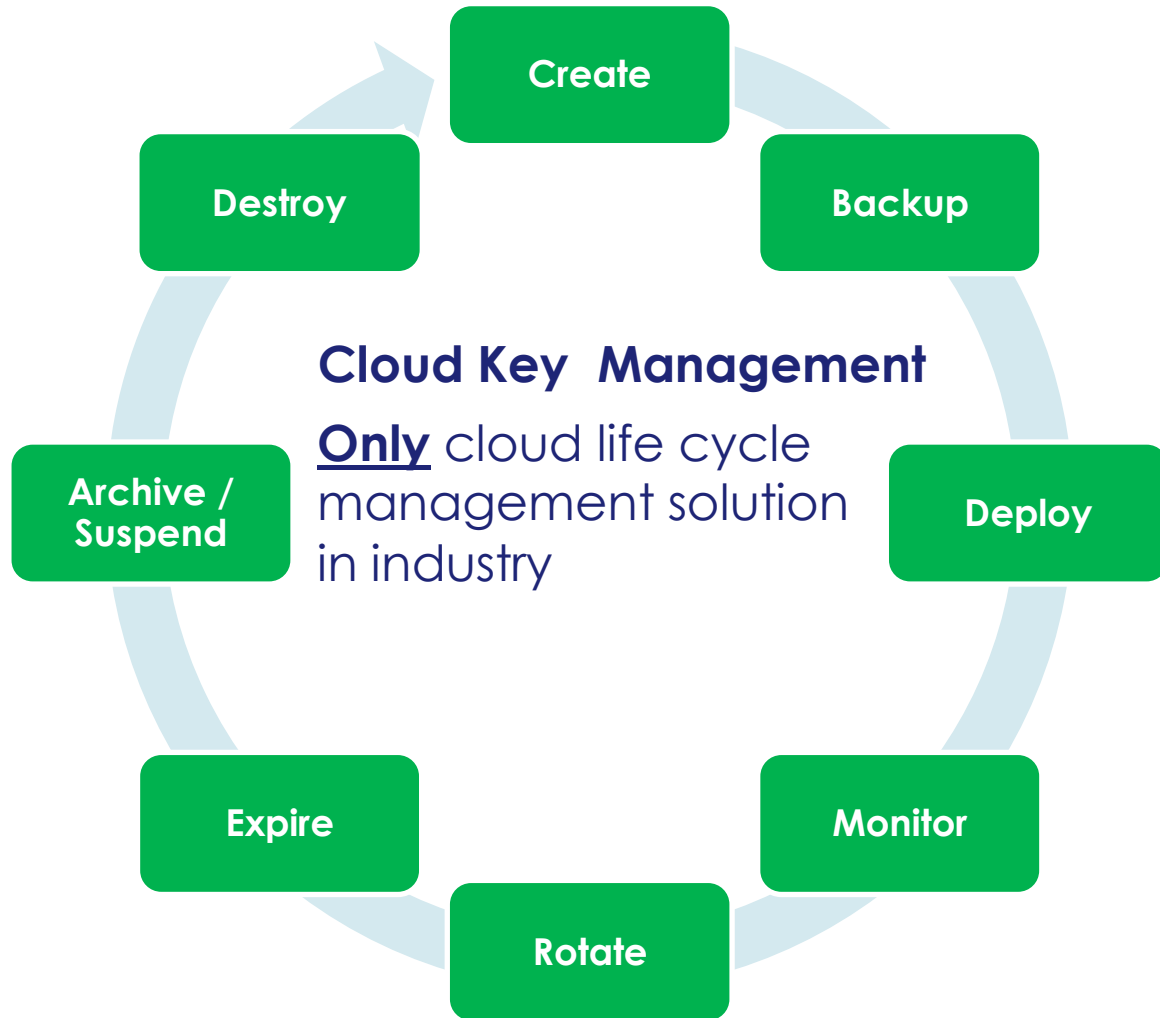 Create
Backup
Deploy
Monitor
Rotate
Expire
Archive /
Suspend
Destroy
Cloud Key  Management
Only cloud life cycle
management solution
in industry